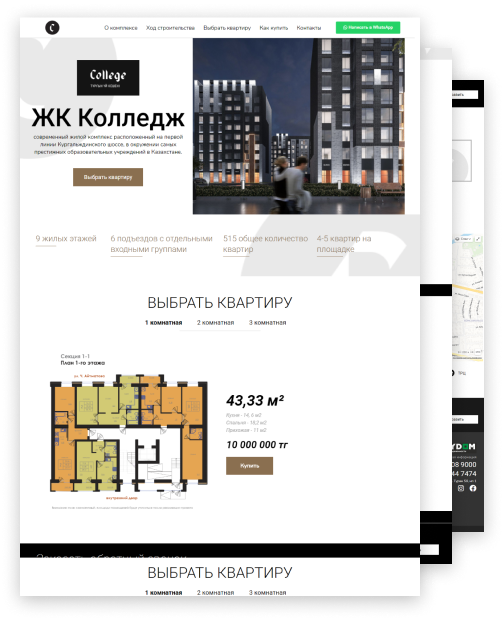 О комплексе Ход строительства Выбрать квартиру Как купить Контакты Написать в WhatsApp
College
ЖК Колледж
современный жилой комплекс расположенный на первой
линии Кургальджинского шоссе, в окружении самых
престижных образовательных учреждений в Казахстане.
Выбрать квартиру
9 жилых этажей
6 подъездов с отдельными
входными группами
515 общее количество
квартир
4-5 квартир на
площадке
ВЫБРАТЬ КВАРТИРУ
1 комнатная 2 комнатная 3 комнатная
Секция 1-1
План 1-го этажа
внутренний двор
43,33 м²
Кухня - 14, 6 м2
Спальня - 18,2 м2
Прихожая - 11 м2
10 000 000 тг
Купить
ВЫБРАТЬ КВАРТИРУ
1 комнатная 2 комнатная 3 комнатная
08 9000
44 7474